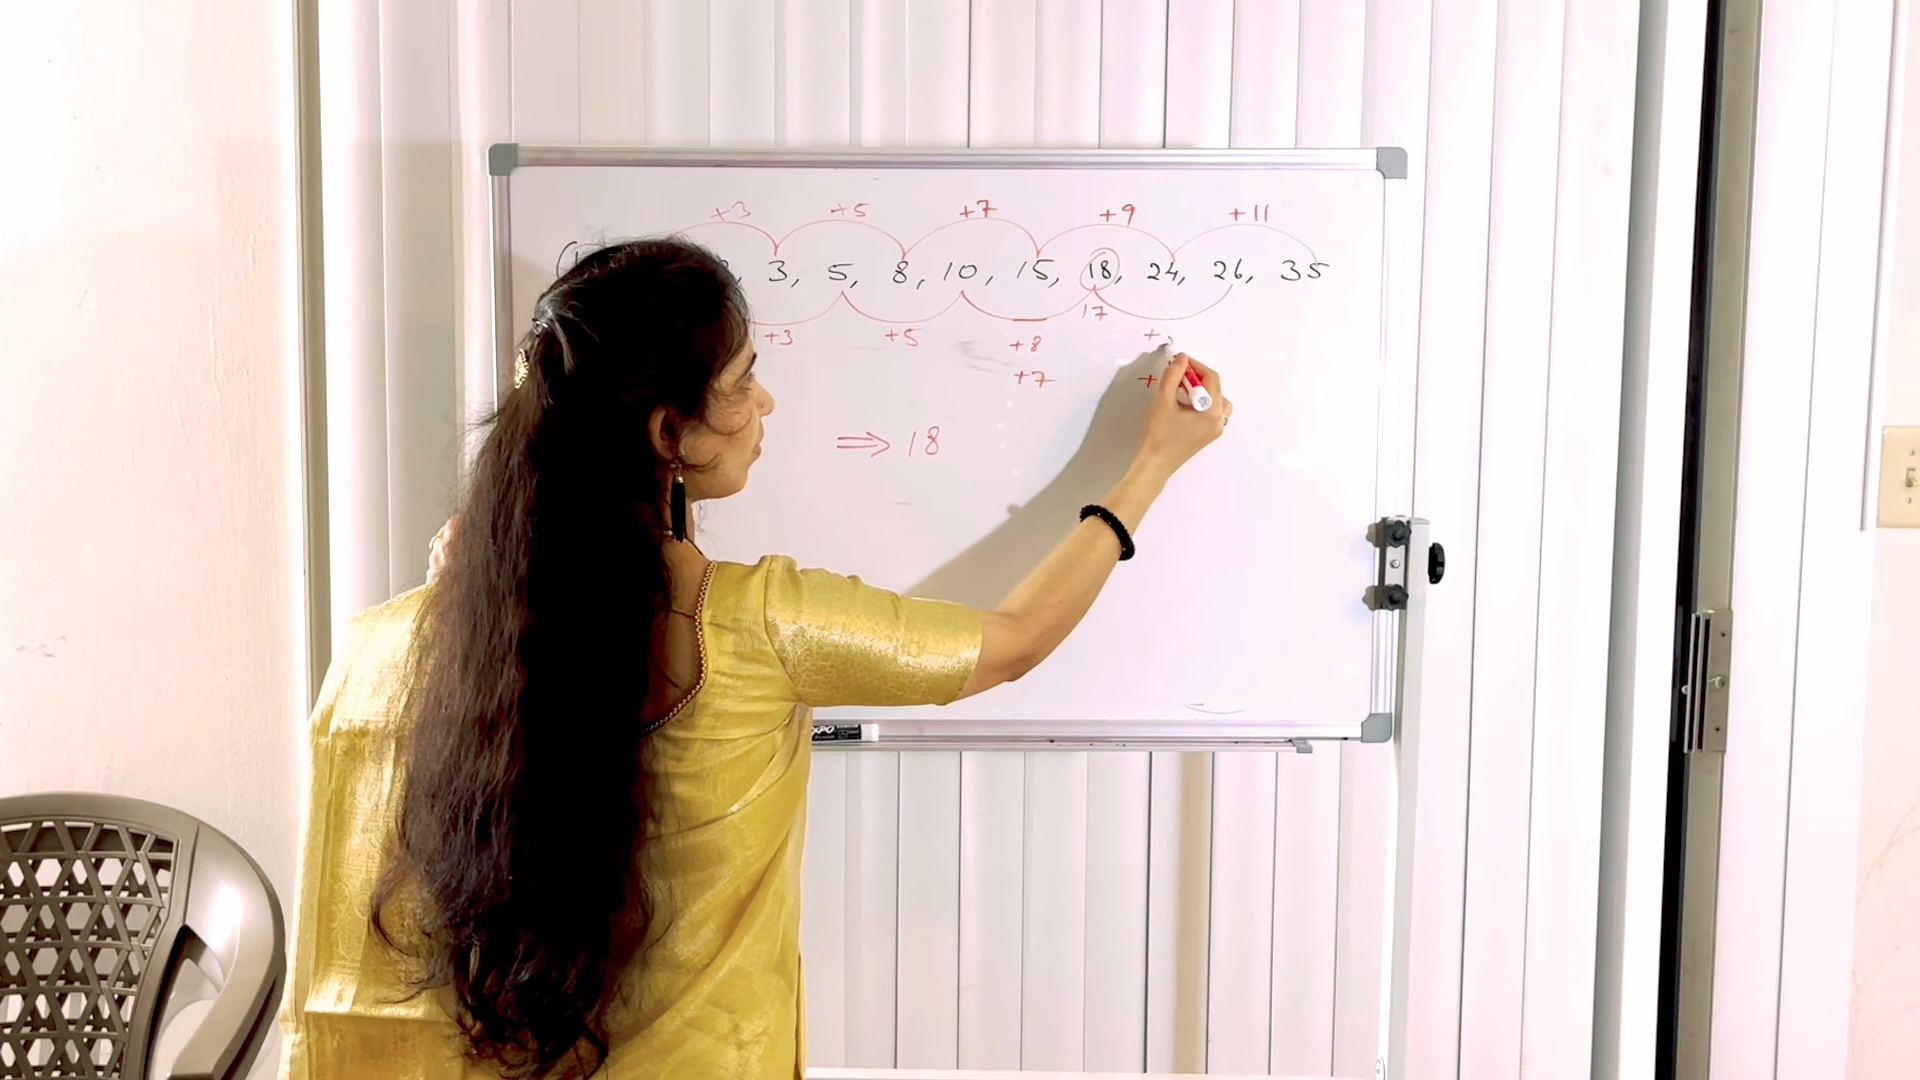 +3 +5 +7 +9 +11
3, 5, 8, 10, 15, 18, 24, 26, 35
17
+3 +5 +8 +
+7 +
⇒ 18
EXPO